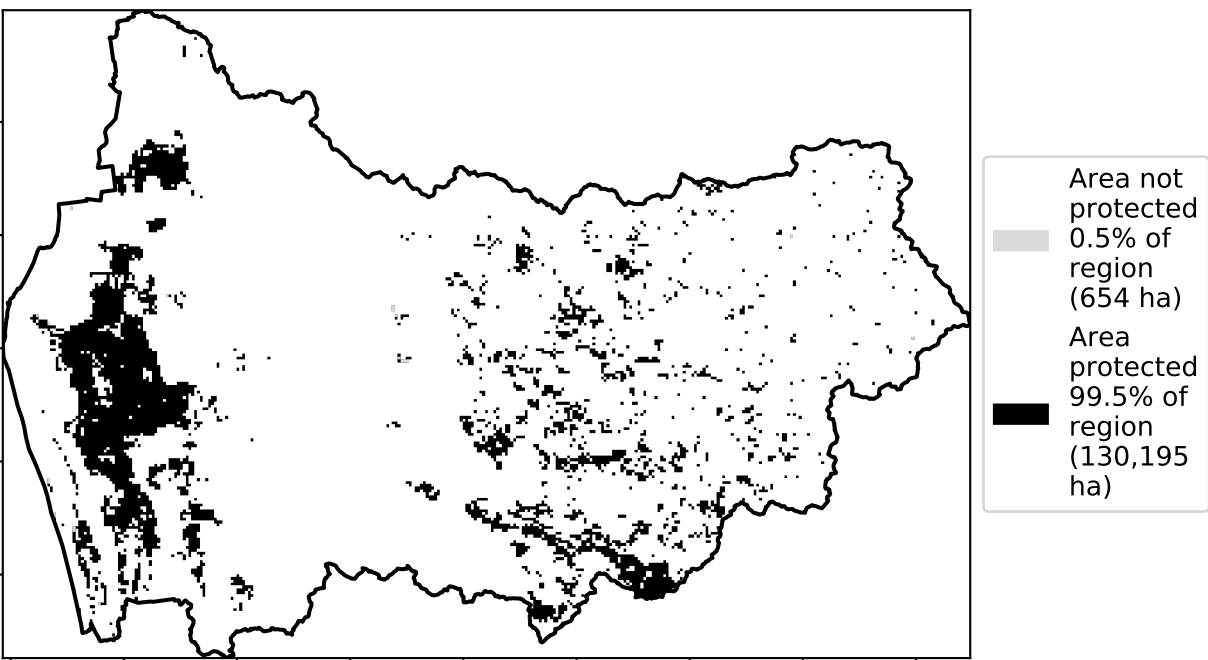 Area not
protected
0.5% of
region
(654 ha)
Area
protected
99.5% of
region
(130,195
ha)